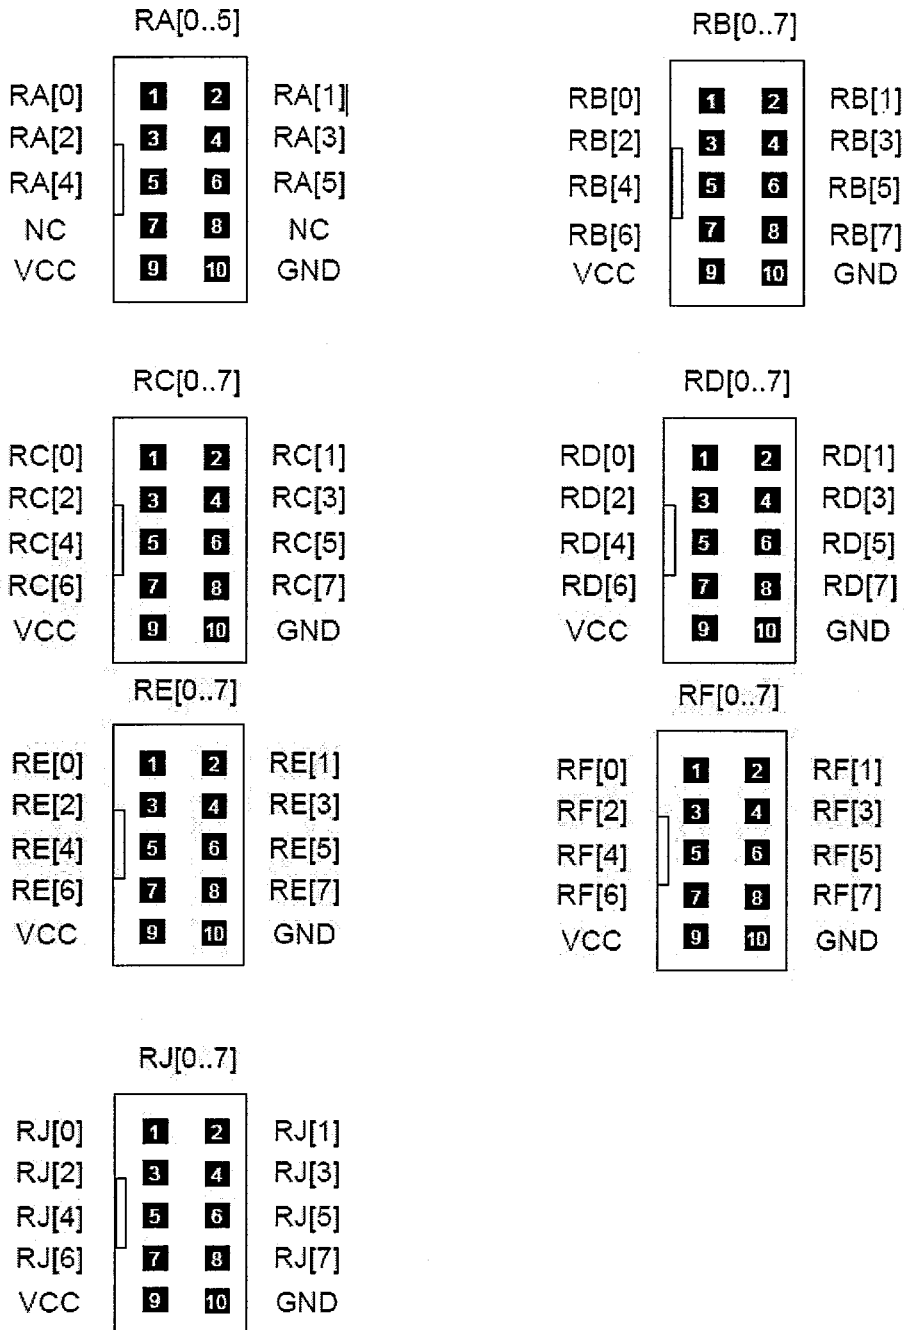 RA[0..5]
RA[0] 1 2 RA[1]
RA[2] 3 4 RA[3]
RA[4] 5 6 RA[5]
NC 7 8 NC
VCC 9 10 GND
RB[0..7]
RB[0] 1 2 RB[1]
RB[2] 3 4 RB[3]
RB[4] 5 6 RB[5]
RB[6] 7 8 RB[7]
VCC 9 10 GND
RC[0..7]
RC[0] 1 2 RC[1]
RC[2] 3 4 RC[3]
RC[4] 5 6 RC[5]
RC[6] 7 8 RC[7]
VCC 9 10 GND
RD[0..7]
RD[0] 1 2 RD[1]
RD[2] 3 4 RD[3]
RD[4] 5 6 RD[5]
RD[6] 7 8 RD[7]
VCC 9 10 GND
RE[0..7]
RE[0] 1 2 RE[1]
RE[2] 3 4 RE[3]
RE[4] 5 6 RE[5]
RE[6] 7 8 RE[7]
VCC 9 10 GND
RF[0..7]
RF[0] 1 2 RF[1]
RF[2] 3 4 RF[3]
RF[4] 5 6 RF[5]
RF[6] 7 8 RF[7]
VCC 9 10 GND
RJ[0..7]
RJ[0] 1 2 RJ[1]
RJ[2] 3 4 RJ[3]
RJ[4] 5 6 RJ[5]
RJ[6] 7 8 RJ[7]
VCC 9 10 GND